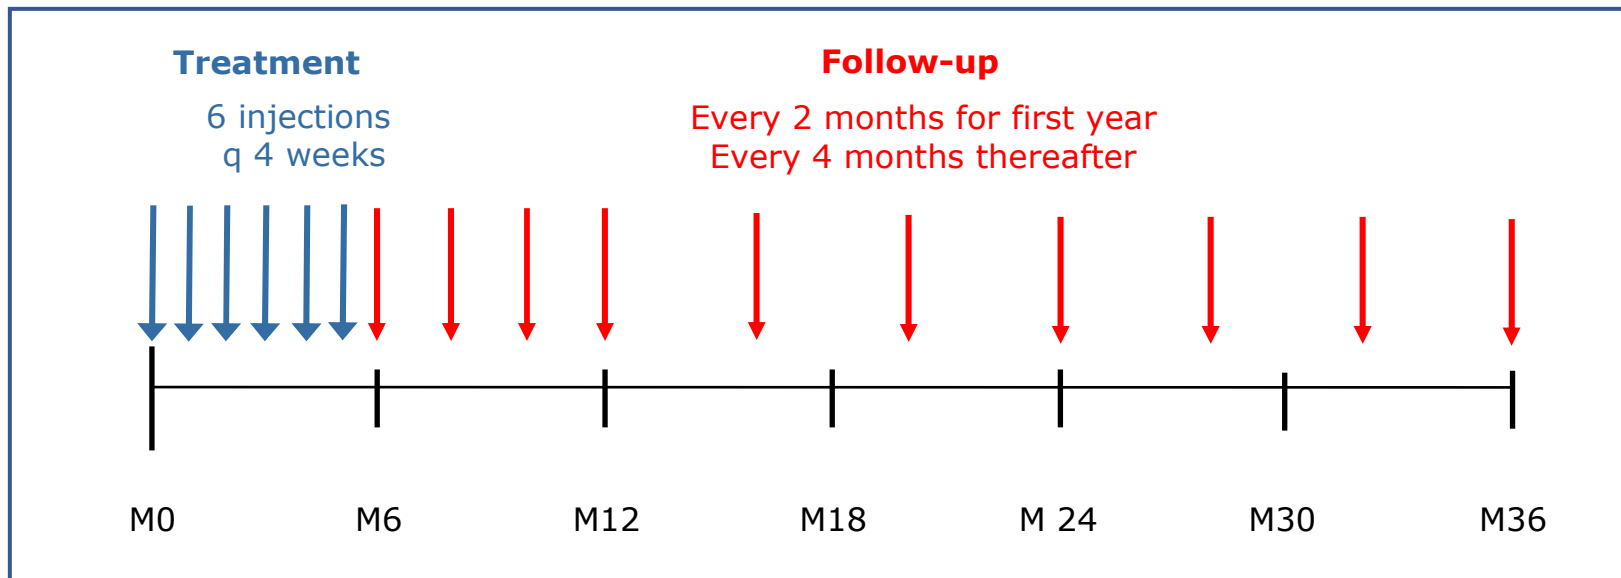 Treatment
6 injections
q 4 weeks
Follow-up
Every 2 months for first year
Every 4 months thereafter
M0 M6 M12 M18 M 24 M30 M36